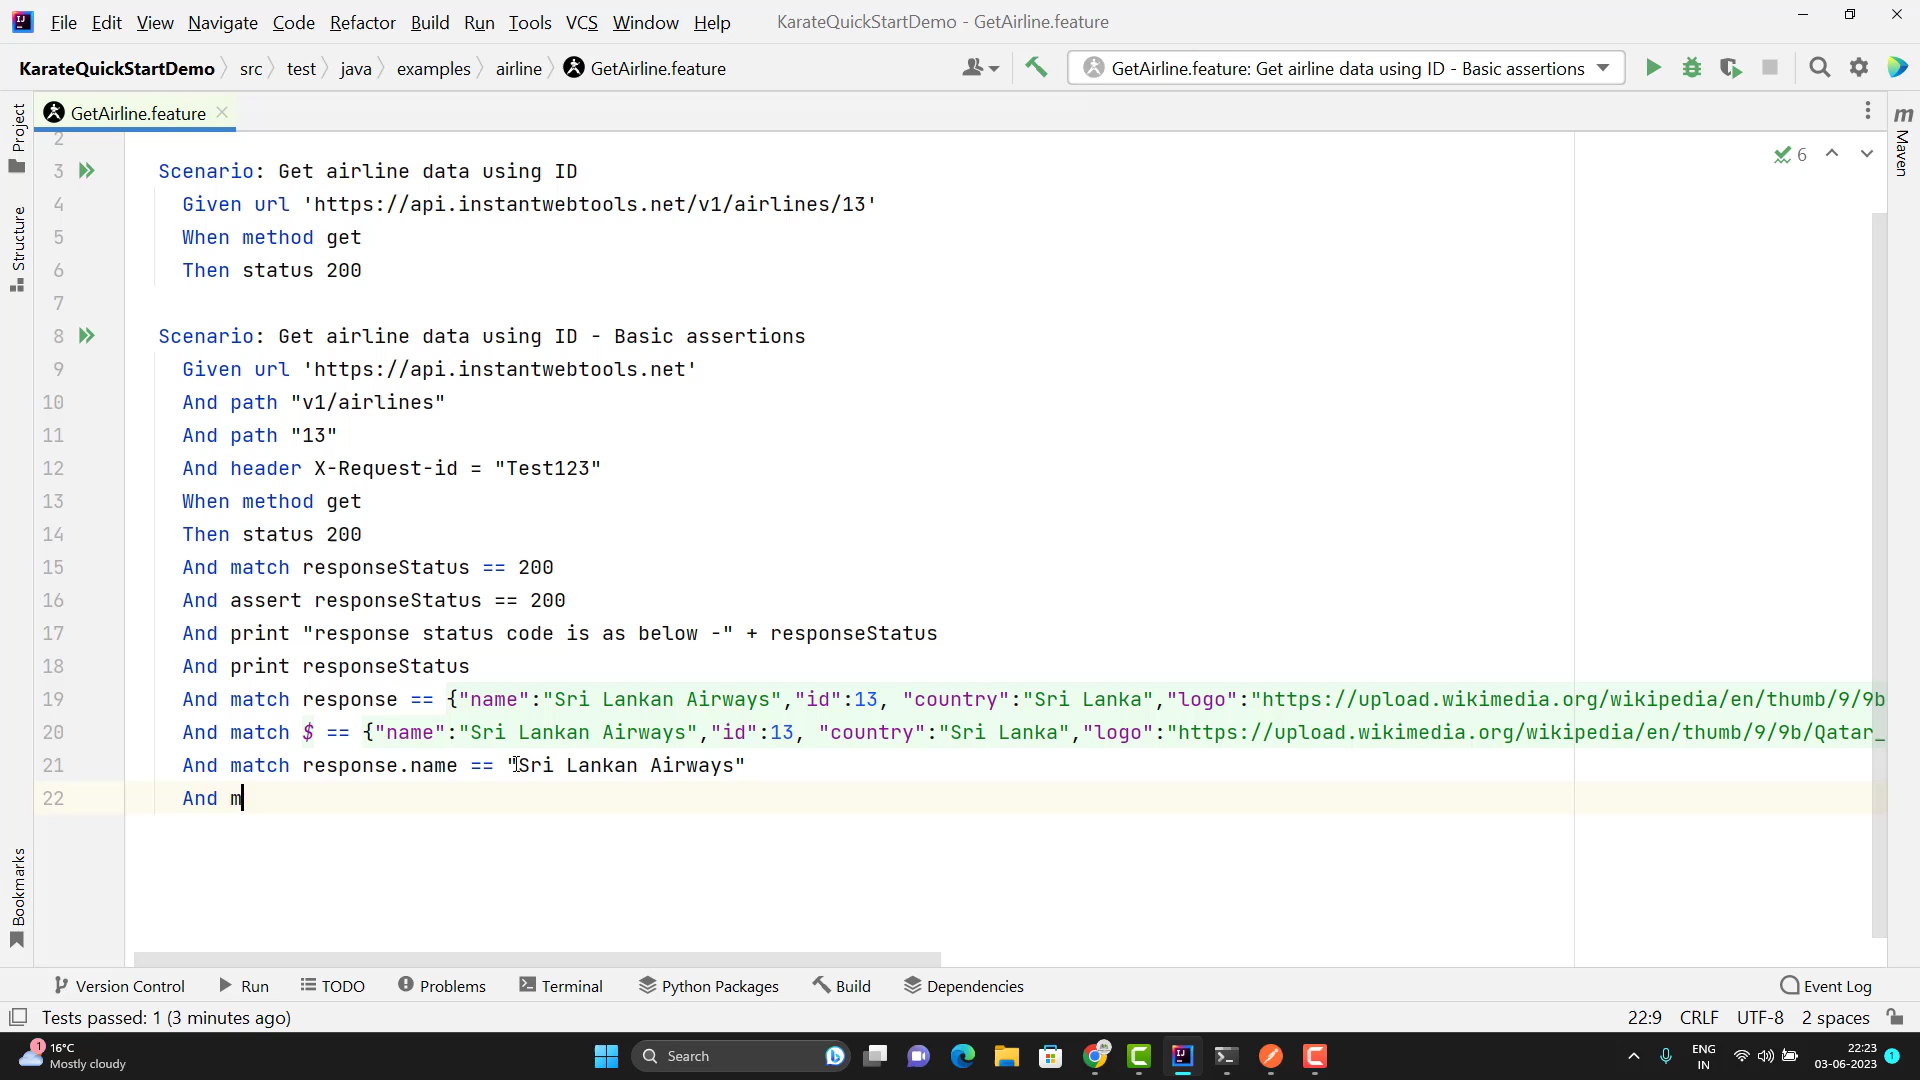 File Edit View Navigate Code Refactor Build Run Tools VCS Window Help KarateQuickStartDemo - GetAirline.feature
KarateQuickStartDemo src test java examples airline GetAirline.feature GetAirline.feature: Get airline data using ID - Basic assertions
GetAirline.feature
Project
Structure
Bookmarks
m
Maven
6
2
3 Scenario: Get airline data using ID
4 Given url 'https://api.instantwebtools.net/v1/airlines/13'
5 When method get
6 Then status 200
7
8 Scenario: Get airline data using ID - Basic assertions
9 Given url 'https://api.instantwebtools.net'
10 And path "v1/airlines"
11 And path "13"
12 And header X-Request-id = "Test123"
13 When method get
14 Then status 200
15 And match responseStatus == 200
16 And assert responseStatus == 200
17 And print "response status code is as below -" + responseStatus
18 And print responseStatus
19 And match response == {"name":"Sri Lankan Airways","id":13, "country":"Sri Lanka","logo":"https://upload.wikimedia.org/wikipedia/en/thumb/9/9b
20 And match $ == {"name":"Sri Lankan Airways","id":13, "country":"Sri Lanka","logo":"https://upload.wikimedia.org/wikipedia/en/thumb/9/9b/Qatar_
21 And match response.name == "Sri Lankan Airways"
22 And m
Version Control Run TODO Problems Terminal Python Packages Build Dependencies Event Log
Tests passed: 1 (3 minutes ago) 22:9 CRLF UTF-8 2 spaces
1 16°C
Mostly cloudy
Search
ENG
IN
22:23
03-06-2023
1